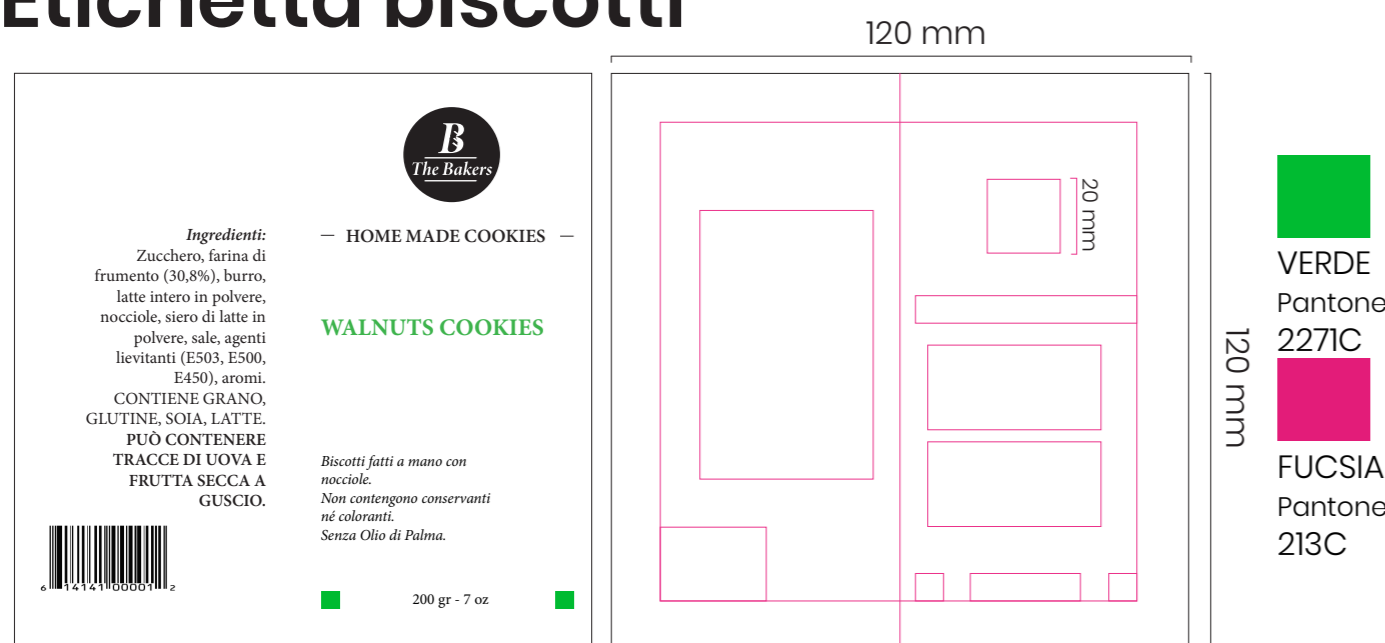 Etichetta biscotti
120 mm
B
The Bakers
Ingredienti:
Zucchero, farina di
frumento (30,8%), burro,
latte intero in polvere,
nocciole, siero di latte in
polvere, sale, agenti
lievitanti (E503, E500,
E450), aromi.
CONTIENE GRANO,
GLUTINE, SOIA, LATTE.
PUÒ CONTENERE
TRACCE DI UOVA E
FRUTTA SECCA A
GUSCIO.
6 14141 00001 2
— HOME MADE COOKIES —
WALNUTS COOKIES
Biscotti fatti a mano con
nocciole.
Non contengono conservanti
né coloranti.
Senza Olio di Palma.
200 gr - 7 oz
20 mm
120 mm
VERDE
Pantone
2271C
FUCSIA
Pantone
213C